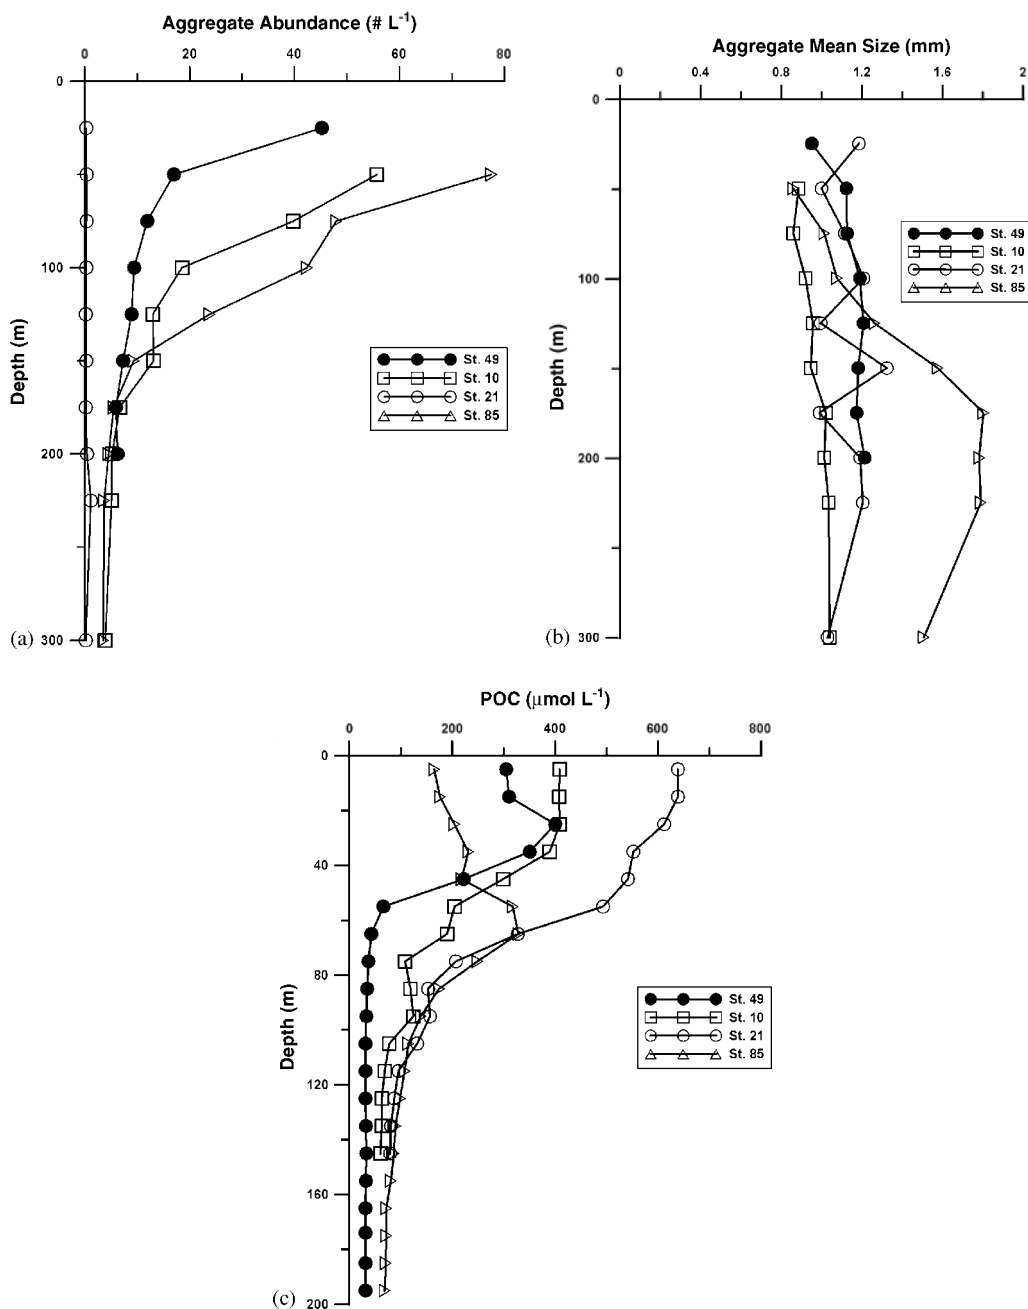 Aggregate Abundance (# L⁻¹)
0 20 40 60 80
0
100
200
300
Depth (m)
St. 49
St. 10
St. 21
St. 85
(a)
Aggregate Mean Size (mm)
0 0.4 0.8 1.2 1.6 2
0
100
200
300
Depth (m)
St. 49
St. 10
St. 21
St. 85
(b)
POC (μmol L⁻¹)
0 200 400 600 800
0
40
80
120
160
200
Depth (m)
St. 49
St. 10
St. 21
St. 85
(c)